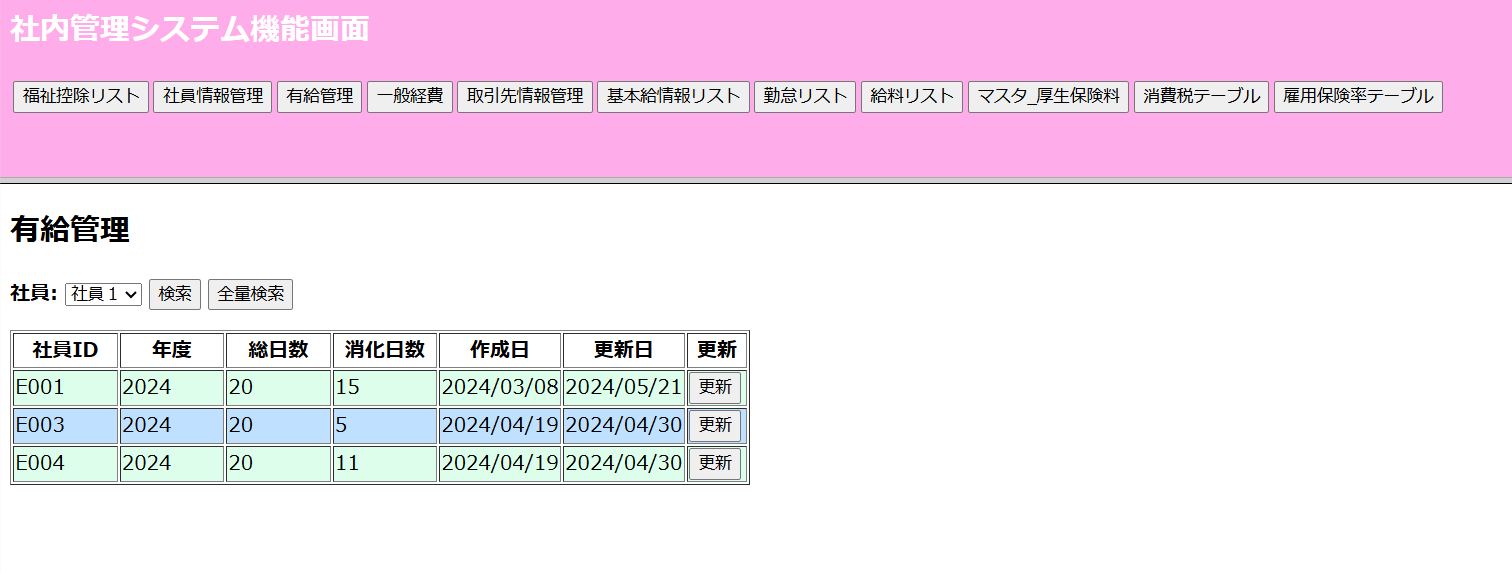 社内管理システム機能画面
福祉控除リスト 社員情報管理 有給管理 一般経費 取引先情報管理 基本給情報リスト 勤怠リスト 給料リスト マスタ_厚生保険料 消費税テーブル 雇用保険率テーブル
有給管理
社員: 社員１ 検索 全量検索
社員ID 年度 総日数 消化日数 作成日 更新日 更新
E001 2024 20 15 2024/03/08 2024/05/21 更新
E003 2024 20 5 2024/04/19 2024/04/30 更新
E004 2024 20 11 2024/04/19 2024/04/30 更新